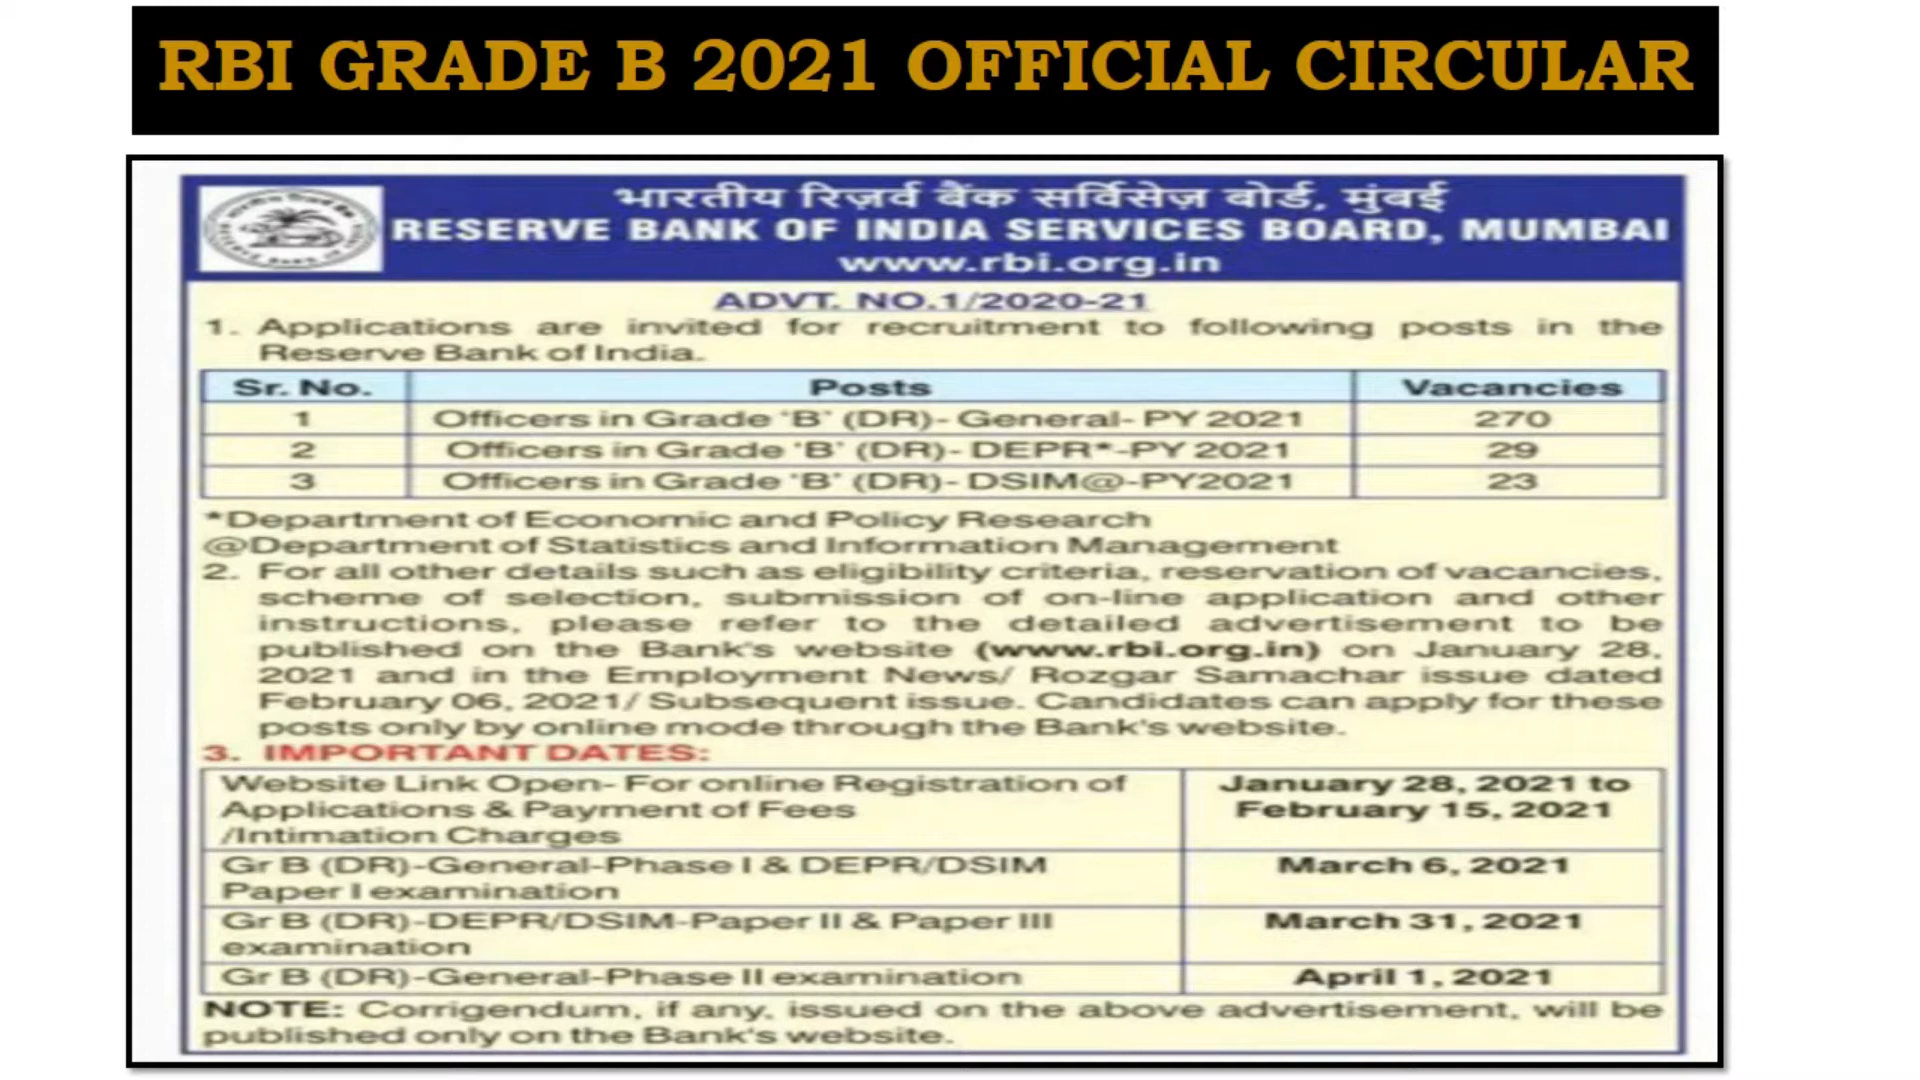 RBI GRADE B 2021 OFFICIAL CIRCULAR
भारतीय रिज़र्व बैंक सर्विसेज़ बोर्ड, मुंबई
RESERVE BANK OF INDIA SERVICES BOARD, MUMBAI
www.rbi.org.in
ADVT. NO.1/2020-21
1. Applications are invited for recruitment to following posts in the
Reserve Bank of India.
Sr. No. Posts Vacancies
1 Officers in Grade 'B' (DR)- General- PY 2021 270
2 Officers in Grade 'B' (DR)- DEPR*-PY 2021 29
3 Officers in Grade 'B' (DR)- DSIM@-PY2021 23
*Department of Economic and Policy Research
@Department of Statistics and Information Management
2. For all other details such as eligibility criteria, reservation of vacancies,
scheme of selection, submission of on-line application and other
instructions, please refer to the detailed advertisement to be
published on the Bank's website (www.rbi.org.in) on January 28,
2021 and in the Employment News/ Rozgar Samachar issue dated
February 06, 2021/ Subsequent issue. Candidates can apply for these
posts only by online mode through the Bank's website.
3. IMPORTANT DATES:
Website Link Open- For online Registration of January 28, 2021 to
Applications & Payment of Fees February 15, 2021
/Intimation Charges
Gr B (DR)-General-Phase I & DEPR/DSIM March 6, 2021
Paper I examination
Gr B (DR)-DEPR/DSIM-Paper II & Paper III March 31, 2021
examination
Gr B (DR)-General-Phase II examination April 1, 2021
NOTE: Corrigendum, if any, issued on the above advertisement, will be
published only on the Bank's website.